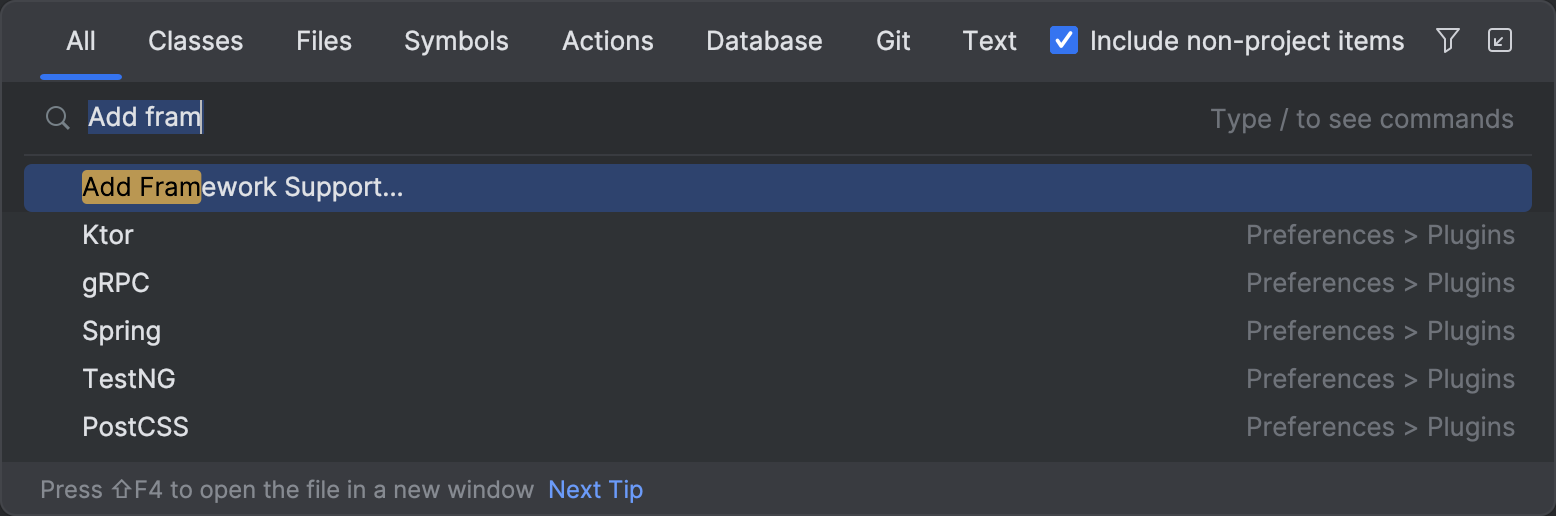 All Classes Files Symbols Actions Database Git Text Include non-project items
Add fram Type / to see commands
Add Framework Support...
Ktor Preferences > Plugins
gRPC Preferences > Plugins
Spring Preferences > Plugins
TestNG Preferences > Plugins
PostCSS Preferences > Plugins
Press ⇧F4 to open the file in a new window Next Tip